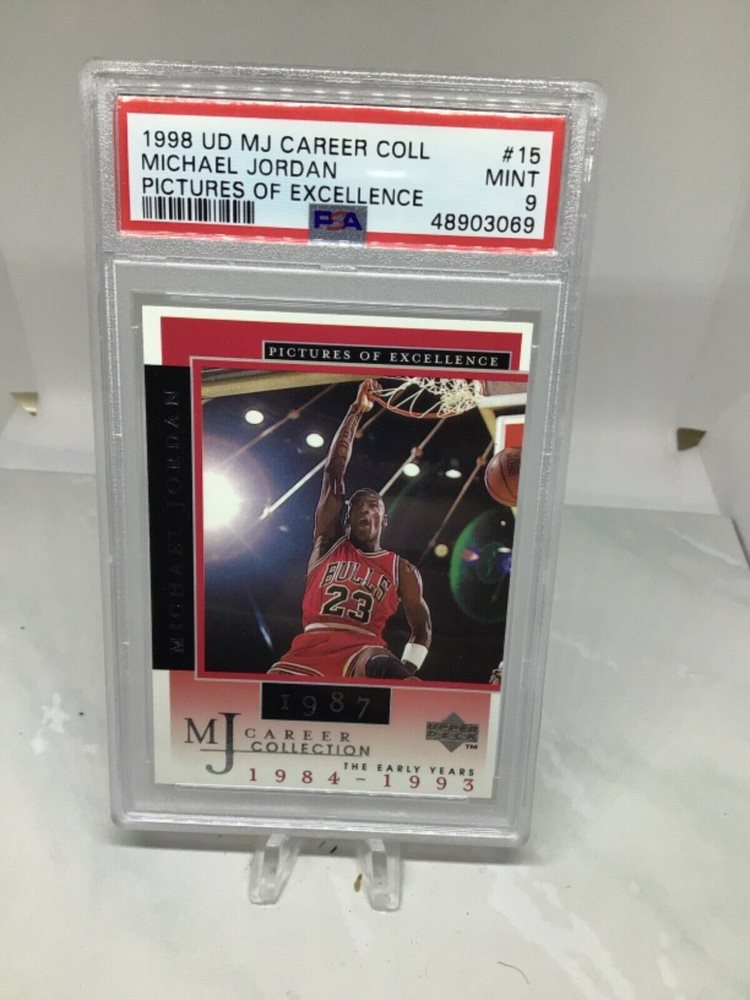 1998 UD MJ CAREER COLL #15
MICHAEL JORDAN MINT
PICTURES OF EXCELLENCE 9
PSA 48903069
PICTURES OF EXCELLENCE
MICHAEL JORDAN
BULLS
23
1987
MJ CAREER
COLLECTION
UPPER
DECK
TM
THE EARLY YEARS
1984-1993